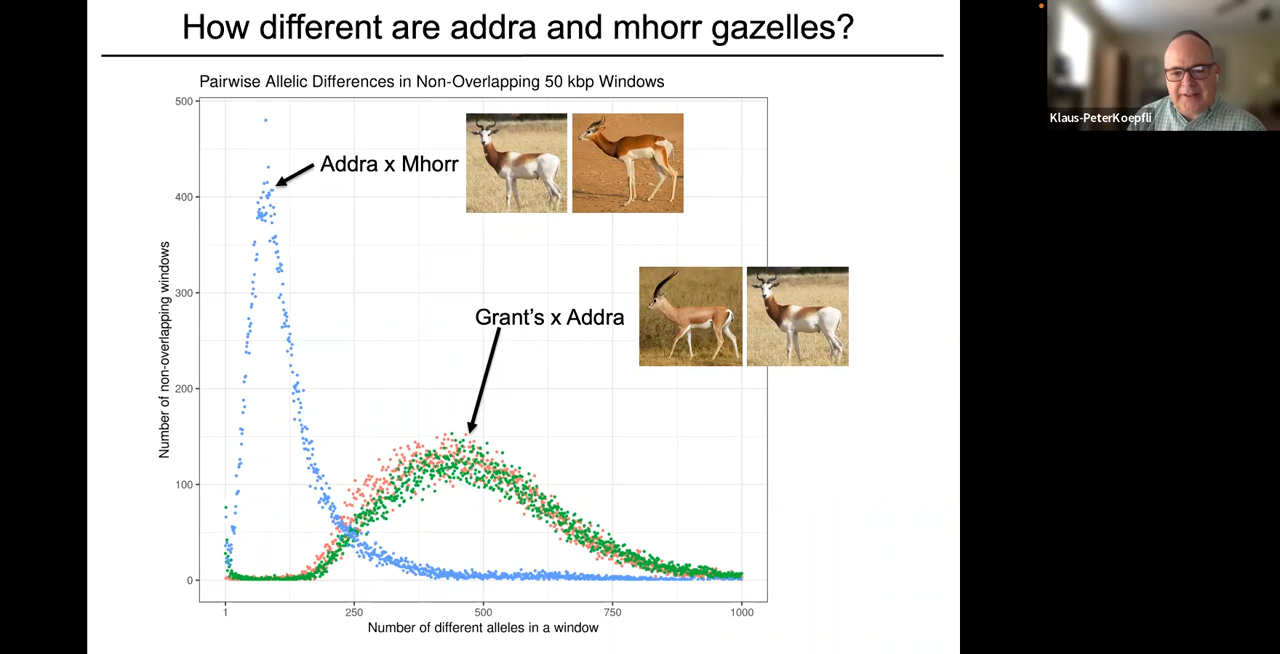 How different are addra and mhorr gazelles?
Pairwise Allelic Differences in Non-Overlapping 50 kbp Windows
Klaus-PeterKoepfli
500
400
300
200
100
0
Number of non-overlapping windows
Addra x Mhorr
Grant's x Addra
1
250
500
750
1000
Number of different alleles in a window